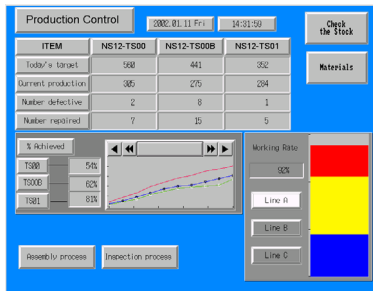 Production Control
2002.01.11 Fri
14:31:59
Check
the Stock
ITEM NS12-TS00 NS12-TS00B NS12-TS01
Today's target 560 441 352
Current production 305 275 284
Number defective 2 8 1
Number repaired 7 15 5
Materials
% Achieved
TS00 54%
TS00B 62%
TS01 81%
Working Rate
92%
Line A
Line B
Line C
Assembly process
Inspection process